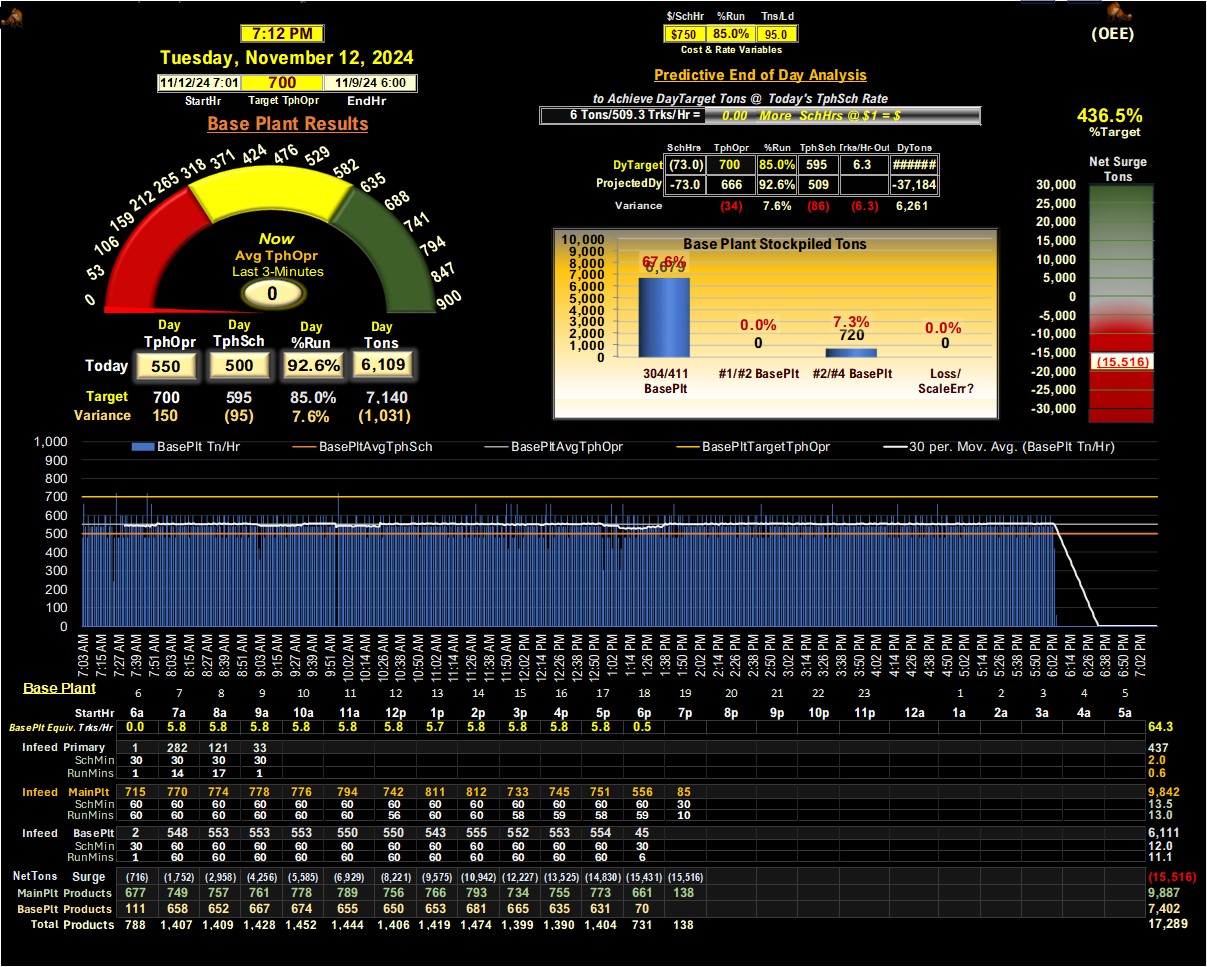 $/SchHr %Run Tns/Ld
$750 85.0% 95.0
Cost & Rate Variables
(OEE)
7:12 PM
Tuesday, November 12, 2024
11/12/24 7:01 700 11/9/24 6:00
StartHr Target TphOpr EndHr
Base Plant Results
Predictive End of Day Analysis
to Achieve DayTarget Tons @ Today's TphSch Rate
6 Tons/509.3 Trks/Hr = 0.00 More SchHrs @ $1 = $
436.5%
%Target
SchHrs TphOpr %Run TphSch Trks/Hr-Out DyTons
DyTarget (73.0) 700 85.0% 595 6.3 ######
ProjectedDy -73.0 666 92.6% 509 -37,184
Variance (34) 7.6% (86) (6.3) 6,261
Net Surge
Tons
30,000
25,000
20,000
15,000
10,000
5,000
0
-5,000
-10,000
-15,000
(15,516)
-20,000
-25,000
-30,000
0 53 106 159 212 265 318 371 424 476 529 582 635 688 741 794 847 900
Now
Avg TphOpr
Last 3-Minutes
0
Day Day Day Day
TphOpr TphSch %Run Tons
Today 550 500 92.6% 6,109
Target 700 595 85.0% 7,140
Variance 150 (95) 7.6% (1,031)
Base Plant Stockpiled Tons
10,000
9,000
8,000
7,000
6,000
5,000
4,000
3,000
2,000
1,000
0
67.6% 0.0% 7.3% 0.0%
6,679 0 720 0
304/411 #1/#2 BasePlt #2/#4 BasePlt Loss/
BasePlt ScaleErr?
BasePlt Tn/Hr BasePltAvgTphSch BasePltAvgTphOpr BasePltTargetTphOpr 30 per. Mov. Avg. (BasePlt Tn/Hr)
1,000
900
800
700
600
500
400
300
200
100
0
7:03 AM 7:15 AM 7:27 AM 7:39 AM 7:51 AM 8:03 AM 8:15 AM 8:27 AM 8:39 AM 8:51 AM 9:03 AM 9:15 AM 9:27 AM 9:39 AM 9:51 AM 10:02 AM 10:14 AM 10:26 AM 10:38 AM 10:50 AM 11:02 AM 11:14 AM 11:26 AM 11:38 AM 11:50 AM 12:02 PM 12:14 PM 12:26 PM 12:38 PM 12:50 PM 1:02 PM 1:14 PM 1:26 PM 1:38 PM 1:50 PM 2:02 PM 2:14 PM 2:26 PM 2:38 PM 2:50 PM 3:02 PM 3:14 PM 3:26 PM 3:38 PM 3:50 PM 4:02 PM 4:14 PM 4:26 PM 4:38 PM 4:50 PM 5:02 PM 5:14 PM 5:26 PM 5:38 PM 5:50 PM 6:02 PM 6:14 PM 6:26 PM 6:38 PM 6:50 PM 7:02 PM
Base Plant 6 7 8 9 10 11 12 13 14 15 16 17 18 19 20 21 22 23 1 2 3 4 5
StartHr 6a 7a 8a 9a 10a 11a 12p 1p 2p 3p 4p 5p 6p 7p 8p 9p 10p 11p 12a 1a 2a 3a 4a 5a
BasePlt Equiv. Trks/Hr 0.0 5.8 5.8 5.8 5.8 5.8 5.8 5.7 5.8 5.8 5.8 5.8 0.5 64.3
Infeed Primary 1 282 121 33 437
SchMin 30 30 30 30 2.0
RunMins 1 14 17 1 0.6
Infeed MainPlt 715 770 774 778 776 794 742 811 812 733 745 751 556 85 9,842
SchMin 60 60 60 60 60 60 60 60 60 60 60 60 60 30 13.5
RunMins 60 60 60 60 60 60 56 60 60 58 59 58 59 10 13.0
Infeed BasePlt 2 548 553 553 553 550 550 543 555 552 553 554 45 6,111
SchMin 30 60 60 60 60 60 60 60 60 60 60 60 30 12.0
RunMins 1 60 60 60 60 60 60 60 60 60 60 60 6 11.1
NetTons Surge (716) (1,752) (2,958) (4,256) (5,585) (6,929) (8,221) (9,575) (10,942) (12,227) (13,525) (14,830) (15,431) (15,516) (15,516)
MainPlt Products 677 749 757 761 778 789 756 766 793 734 755 773 661 138 9,887
BasePlt Products 111 658 652 667 674 655 650 653 681 665 635 631 70 7,402
Total Products 788 1,407 1,409 1,428 1,452 1,444 1,406 1,419 1,474 1,399 1,390 1,404 731 138 17,289